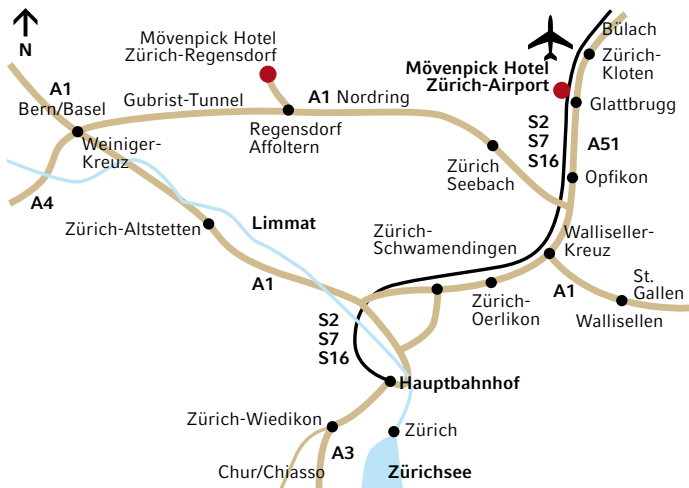 N
Mövenpick Hotel
Zürich-Regensdorf
Bülach
Zürich-
Kloten
Mövenpick Hotel
Zürich-Airport
A1
Bern/Basel
Gubrist-Tunnel
A1 Nordring
Glattbrugg
S2
S7
S16
A51
Regensdorf
Affoltern
Weiniger-
Kreuz
Zürich
Seebach
Opfikon
A4
Zürich-Altstetten
Limmat
Zürich-
Schwamendingen
Walliseller-
Kreuz
A1
St.
Gallen
A1
Zürich-
Oerlikon
Wallisellen
S2
S7
S16
Hauptbahnhof
Zürich-Wiedikon
Zürich
A3
Chur/Chiasso
Zürichsee